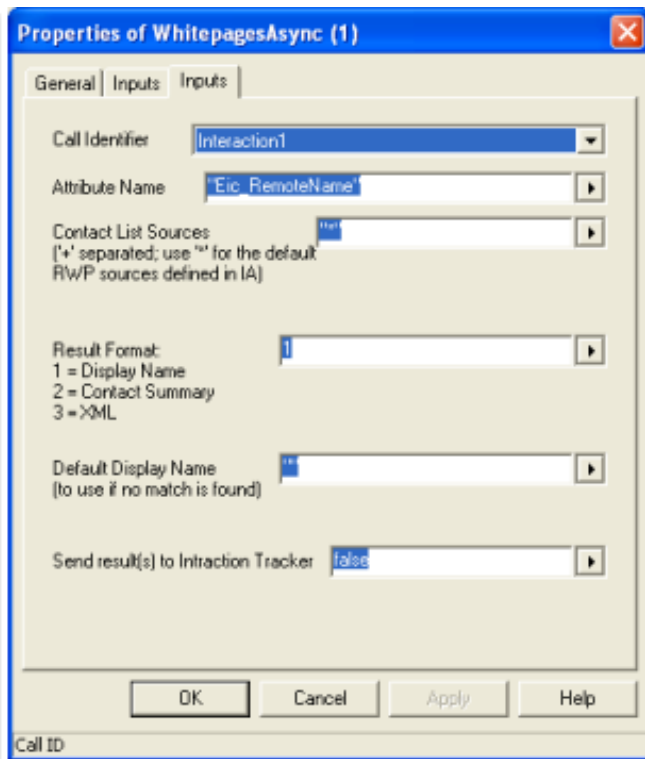 Properties of WhitepagesAsync (1)
General Inputs Inputs
Call Identifier Interaction1
Attribute Name "Eic_RemoteName"
Contact List Sources "*"
('+' separated; use '*' for the default
RWP sources defined in IA)
Result Format: 1
1 = Display Name
2 = Contact Summary
3 = XML
Default Display Name ""
(to use if no match is found)
Send result(s) to Intraction Tracker false
OK Cancel Apply Help
Call ID